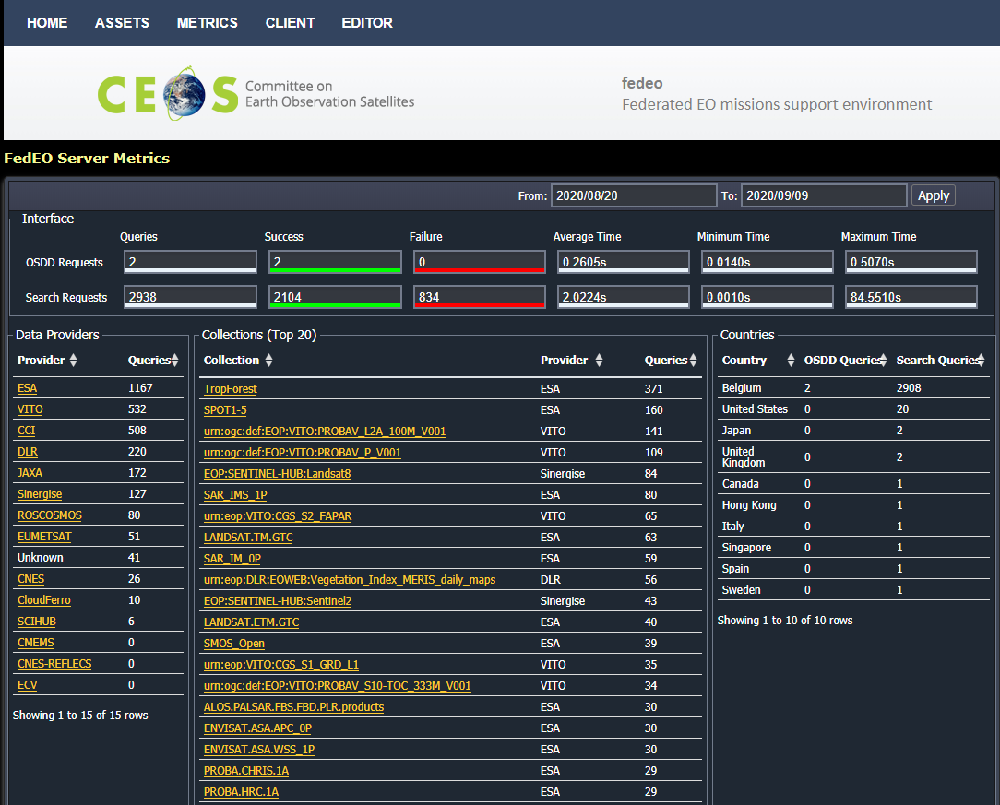 HOME ASSETS METRICS CLIENT EDITOR
CEOS Committee on
Earth Observation Satellites
fedeo
Federated EO missions support environment
FedEO Server Metrics
From: 2020/08/20 To: 2020/09/09 Apply
Interface
Queries Success Failure Average Time Minimum Time Maximum Time
OSDD Requests 2 2 0 0.2605s 0.0140s 0.5070s
Search Requests 2938 2104 834 2.0224s 0.0010s 84.5510s
Data Providers
Provider Queries
ESA 1167
VITO 532
CCI 508
DLR 220
JAXA 172
Sinergise 127
ROSCOSMOS 80
EUMETSAT 51
Unknown 41
CNES 26
CloudFerro 10
SCIHUB 6
CMEMS 0
CNES-REFLECS 0
ECV 0
Showing 1 to 15 of 15 rows
Collections (Top 20)
Collection Provider Queries
TropForest ESA 371
SPOT1-5 ESA 160
urn:ogc:def:EOP:VITO:PROBAV_L2A_100M_V001 VITO 141
urn:ogc:def:EOP:VITO:PROBAV_P_V001 VITO 109
EOP:SENTINEL-HUB:Landsat8 Sinergise 84
SAR_IMS_1P ESA 80
urn:eop:VITO:CGS_S2_FAPAR VITO 65
LANDSAT.TM.GTC ESA 63
SAR_IM_0P ESA 59
urn:eop:DLR:EOWEB:Vegetation_Index_MERIS_daily_maps DLR 56
EOP:SENTINEL-HUB:Sentinel2 Sinergise 43
LANDSAT.ETM.GTC ESA 40
SMOS_Open ESA 39
urn:eop:VITO:CGS_S1_GRD_L1 VITO 35
urn:ogc:def:EOP:VITO:PROBAV_S10-TOC_333M_V001 VITO 34
ALOS.PALSAR.FBS.FBD.PLR.products ESA 30
ENVISAT.ASA.APC_0P ESA 30
ENVISAT.ASA.WSS_1P ESA 30
PROBA.CHRIS.1A ESA 29
PROBA.HRC.1A ESA 29
Countries
Country OSDD Queries Search Queries
Belgium 2 2908
United States 0 20
Japan 0 2
United
Kingdom 0 2
Canada 0 1
Hong Kong 0 1
Italy 0 1
Singapore 0 1
Spain 0 1
Sweden 0 1
Showing 1 to 10 of 10 rows